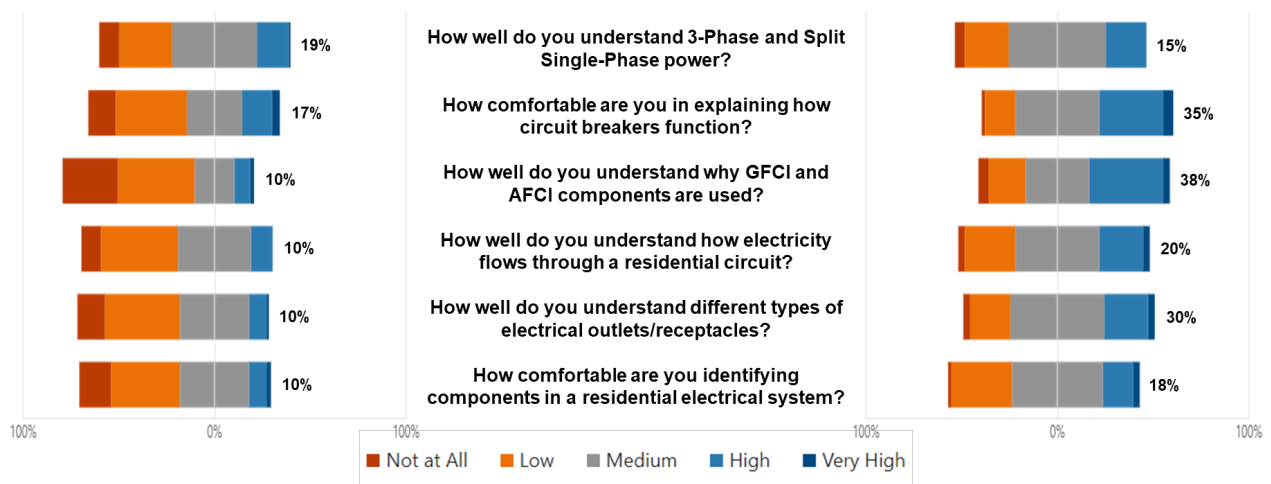 19%
How well do you understand 3-Phase and Split
Single-Phase power?
15%
17%
How comfortable are you in explaining how
circuit breakers function?
35%
10%
How well do you understand why GFCI and
AFCI components are used?
38%
10%
How well do you understand how electricity
flows through a residential circuit?
20%
10%
How well do you understand different types of
electrical outlets/receptacles?
30%
10%
How comfortable are you identifying
components in a residential electrical system?
18%
100% 0% 100% 100% 0% 100%
Not at All Low Medium High Very High